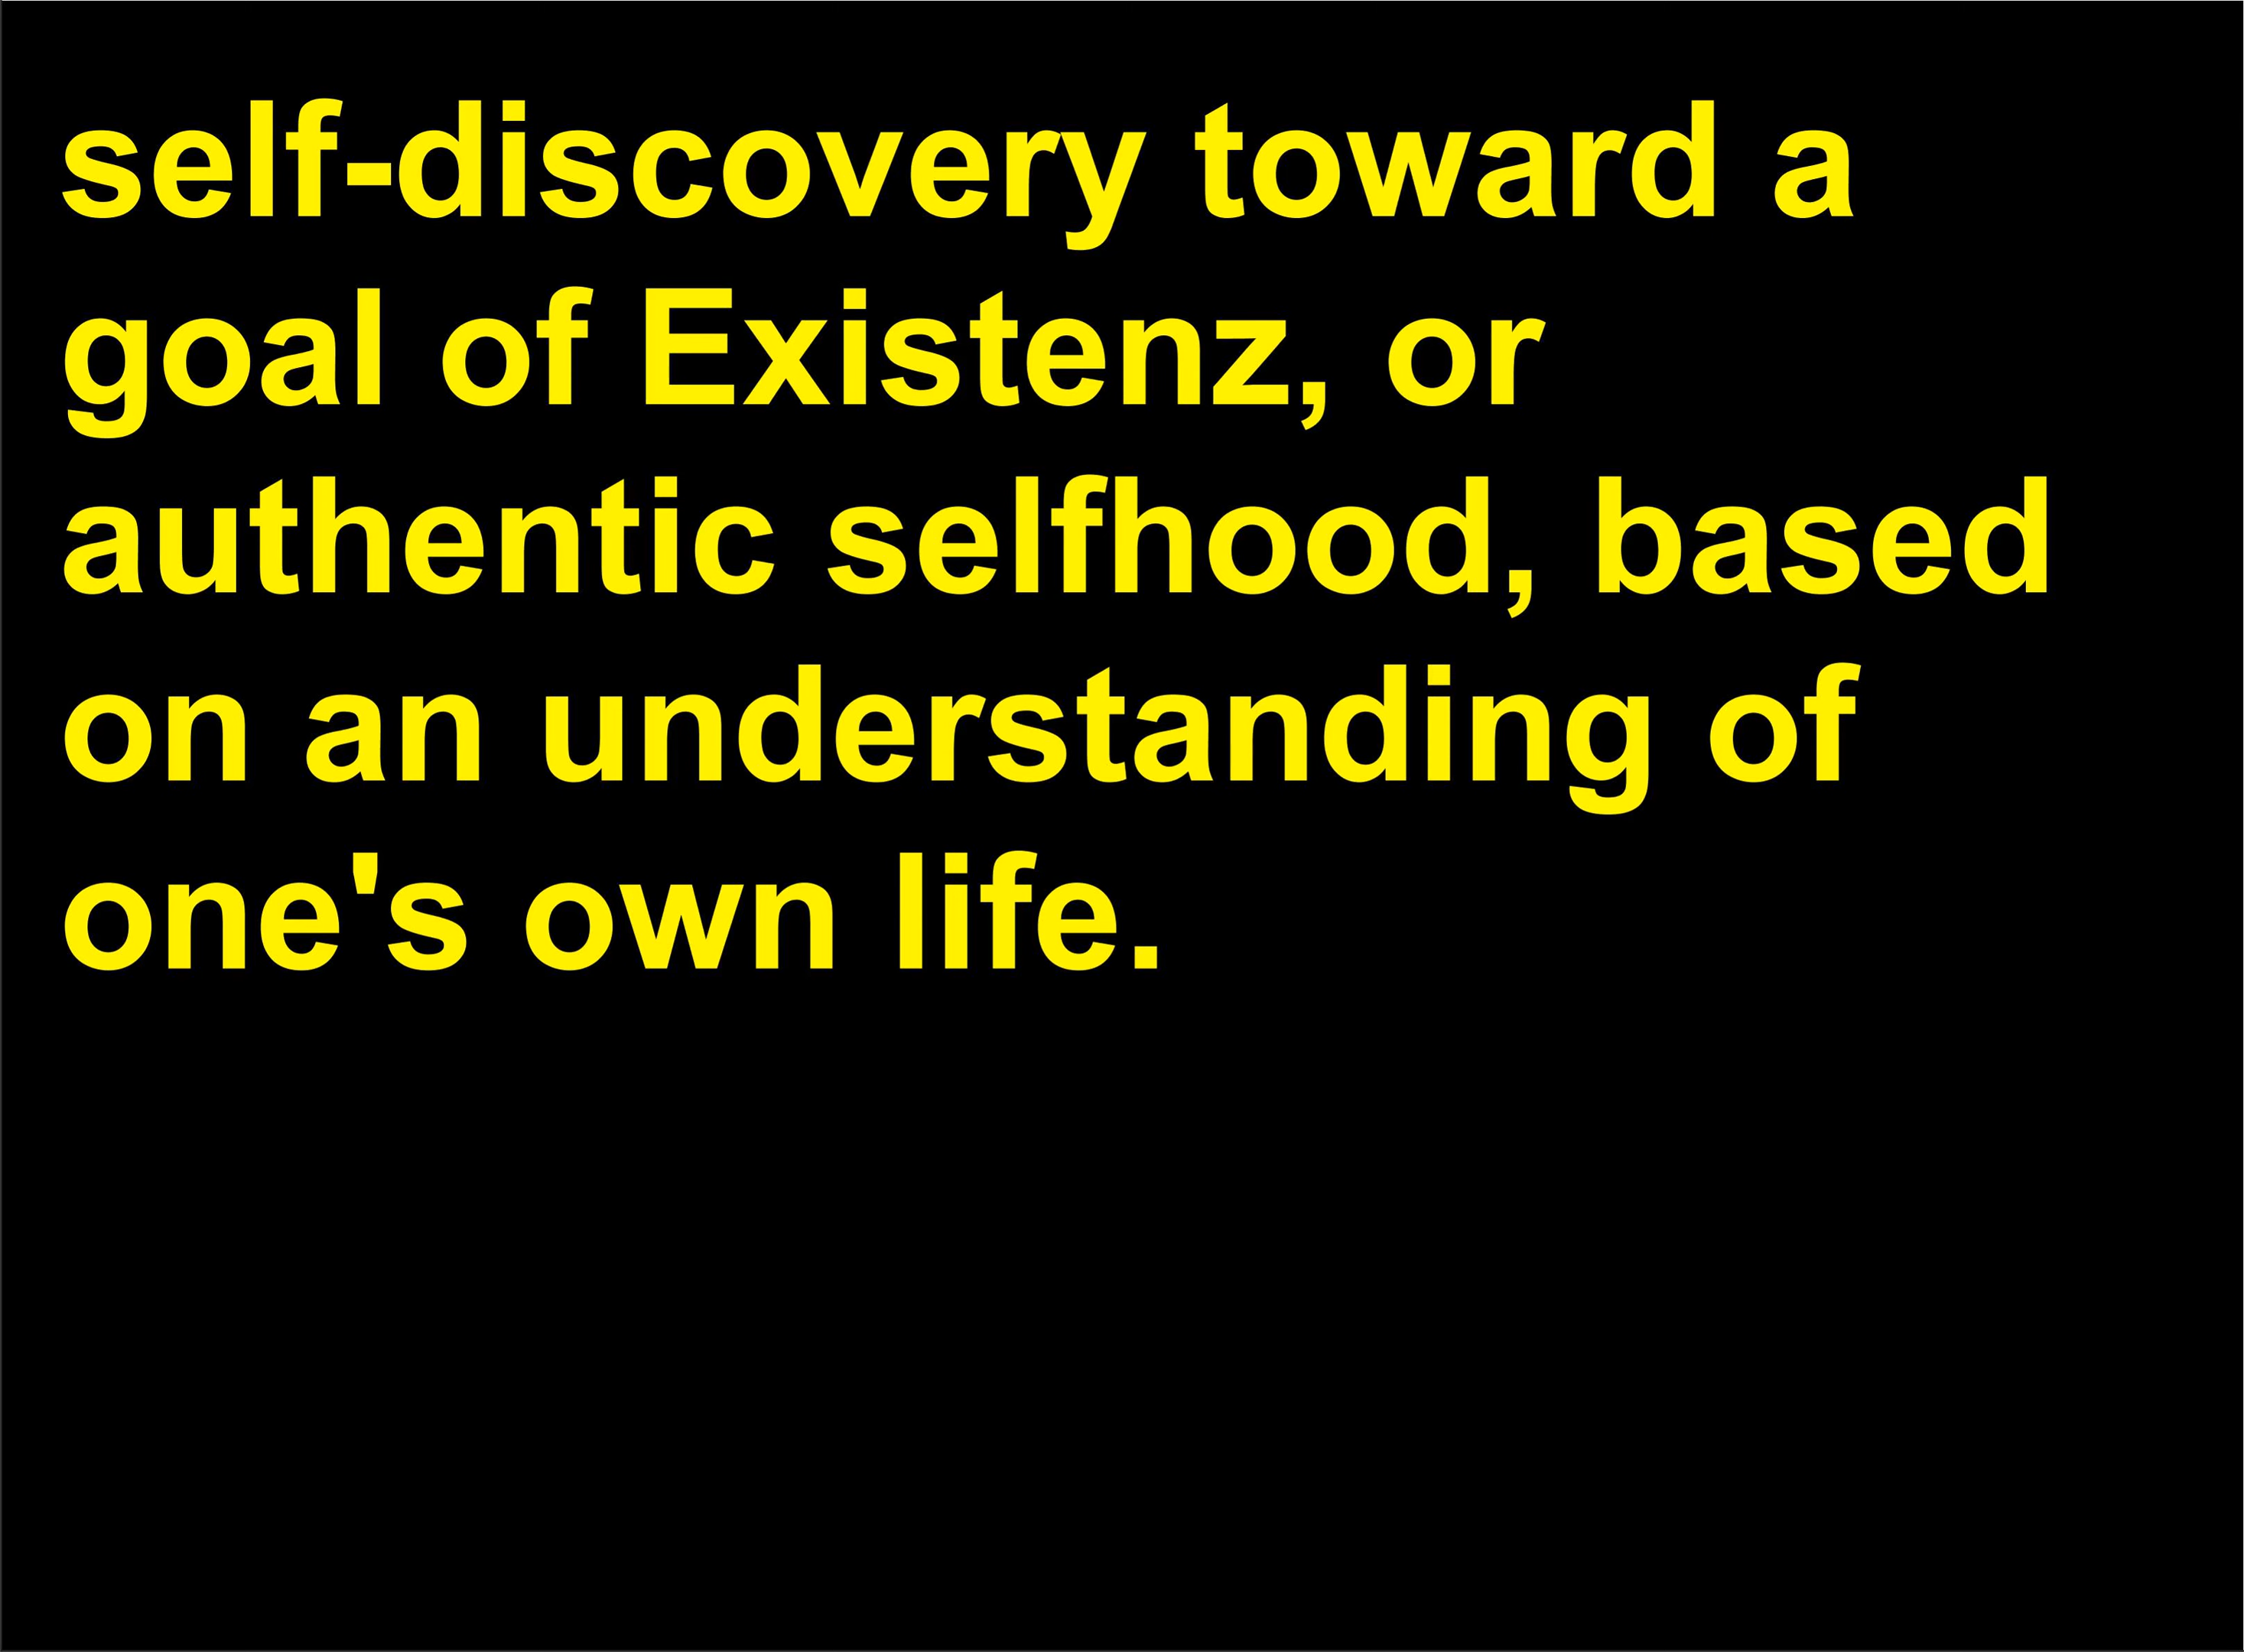 self-discovery toward a
goal of Existenz, or
authentic selfhood, based
on an understanding of
one's own life.